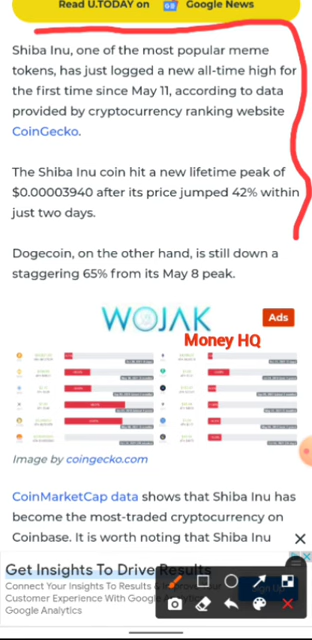 Read U.TODAY on Google News
Shiba Inu, one of the most popular meme
tokens, has just logged a new all-time high for
the first time since May 11, according to data
provided by cryptocurrency ranking website
CoinGecko.
The Shiba Inu coin hit a new lifetime peak of
$0.00003940 after its price jumped 42% within
just two days.
Dogecoin, on the other hand, is still down a
staggering 65% from its May 8 peak.
WOJAK
Ads
Money HQ
Image by coingecko.com
CoinMarketCap data shows that Shiba Inu has
become the most-traded cryptocurrency on
Coinbase. It is worth noting that Shiba Inu
Get Insights To Drive Results
Connect Your Insights To Results &
Customer Experience With Google
Google Analytics